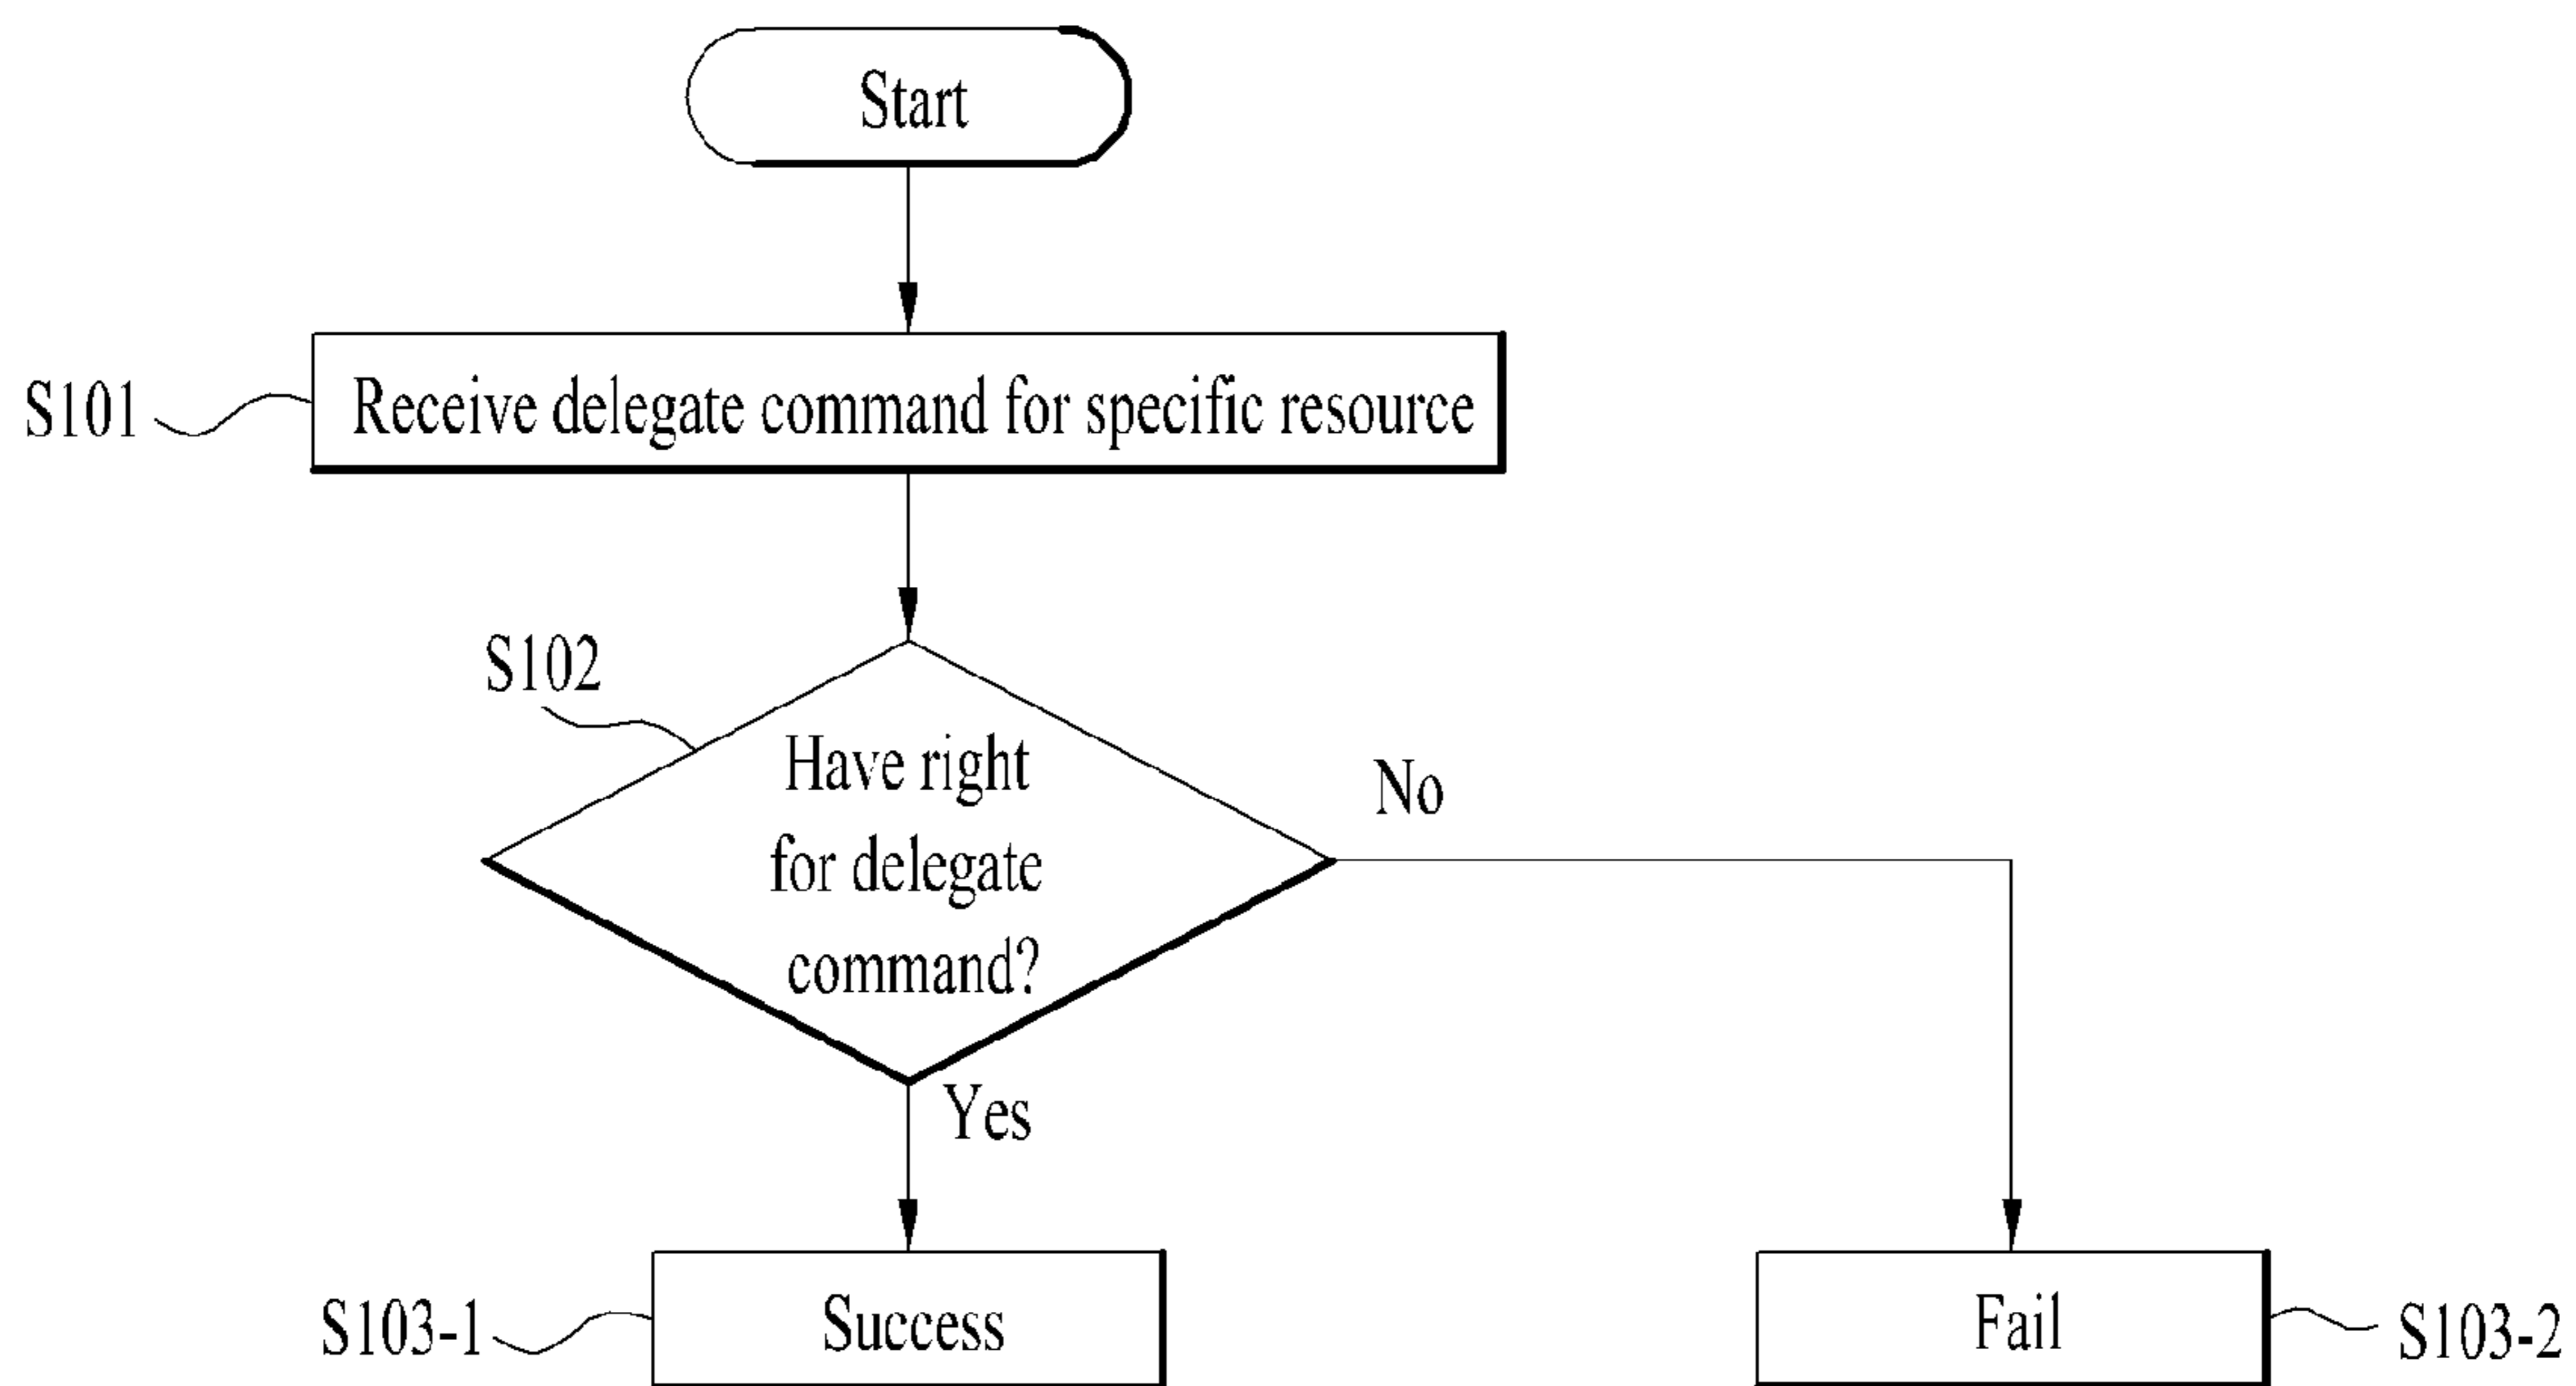 Start
S101
Receive delegate command for specific resource
S102
Have right
for delegate
command?
No
Yes
S103-1
Success
Fail
S103-2